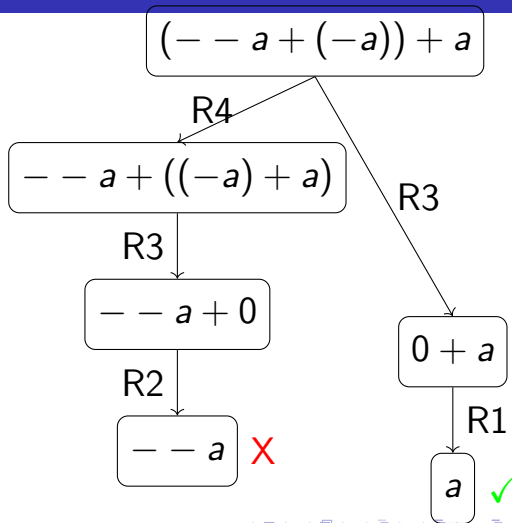 (− − a + (−a)) + a
R4
− − a + ((−a) + a)
R3
R3
− − a + 0
0 + a
R2
R1
− − a X
a ✓